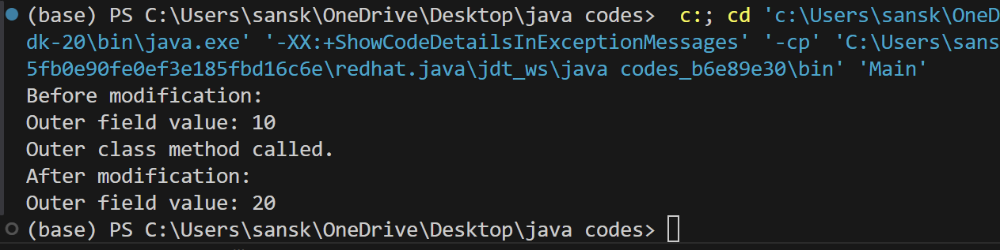 (base) PS C:\Users\sansk\OneDrive\Desktop\java codes>  c:; cd 'c:\Users\sansk\OneD
dk-20\bin\java.exe' '-XX:+ShowCodeDetailsInExceptionMessages' '-cp' 'C:\Users\sans
5fb0e90fe0ef3e185fbd16c6e\redhat.java\jdt_ws\java codes_b6e89e30\bin' 'Main'
Before modification:
Outer field value: 10
Outer class method called.
After modification:
Outer field value: 20
(base) PS C:\Users\sansk\OneDrive\Desktop\java codes>